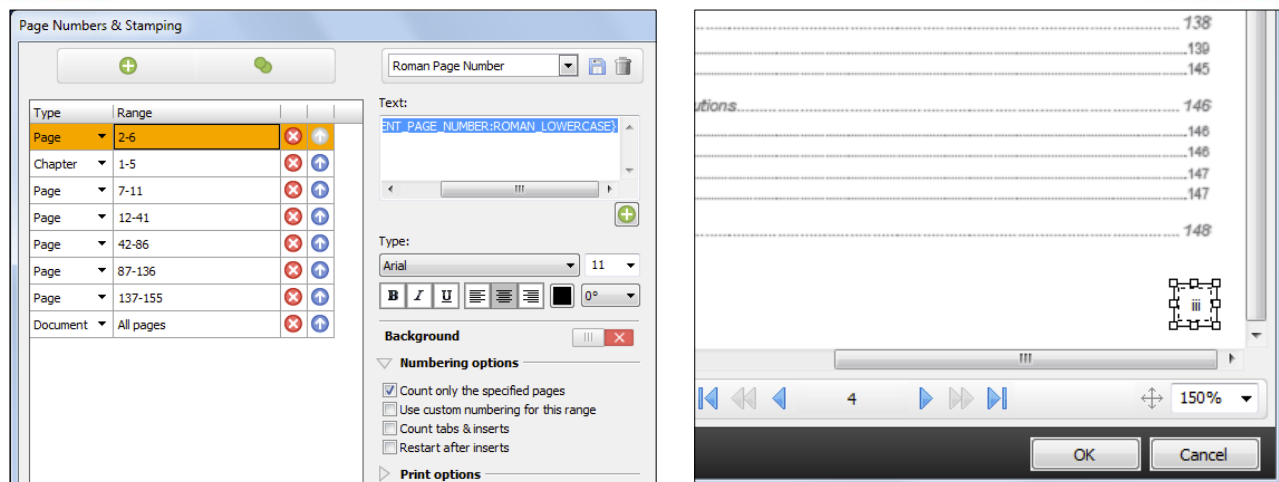 Page Numbers & Stamping
Roman Page Number
Type
Range
Page
2-6
Chapter
1-5
Page
7-11
Page
12-41
Page
42-86
Page
87-136
Page
137-155
Document
All pages
Text:
ENT_PAGE_NUMBER:ROMAN_LOWERCASE}
Type:
Arial
11
B
I
U
0°
Background
Numbering options
Count only the specified pages
Use custom numbering for this range
Count tabs & inserts
Restart after inserts
Print options
138
139
145
utions
146
146
146
147
147
148
iii
4
150%
OK
Cancel